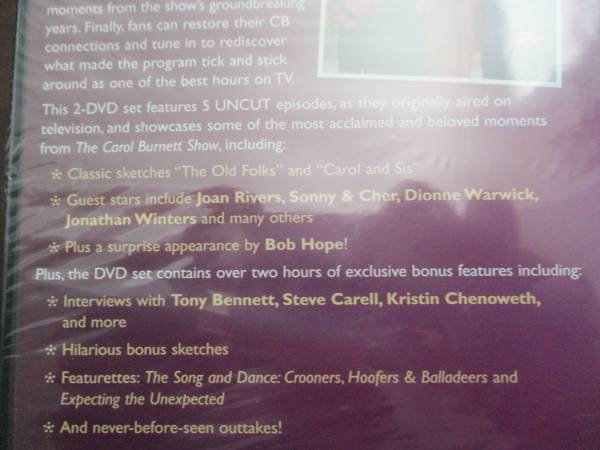 moments from the show's groundbreaking
years. Finally, fans can restore their CB
connections and tune in to rediscover
what made the program tick and stick
around as one of the best hours on TV.
This 2-DVD set features 5 UNCUT episodes, as they originally aired on
television, and showcases some of the most acclaimed and beloved moments
from The Carol Burnett Show, including:
* Classic sketches "The Old Folks" and "Carol and Sis"
* Guest stars include Joan Rivers, Sonny & Cher, Dionne Warwick,
Jonathan Winters and many others
* Plus a surprise appearance by Bob Hope!
Plus, the DVD set contains over two hours of exclusive bonus features including:
* Interviews with Tony Bennett, Steve Carell, Kristin Chenoweth,
and more
* Hilarious bonus sketches
* Featurettes: The Song and Dance: Crooners, Hoofers & Balladeers and
Expecting the Unexpected
* And never-before-seen outtakes!